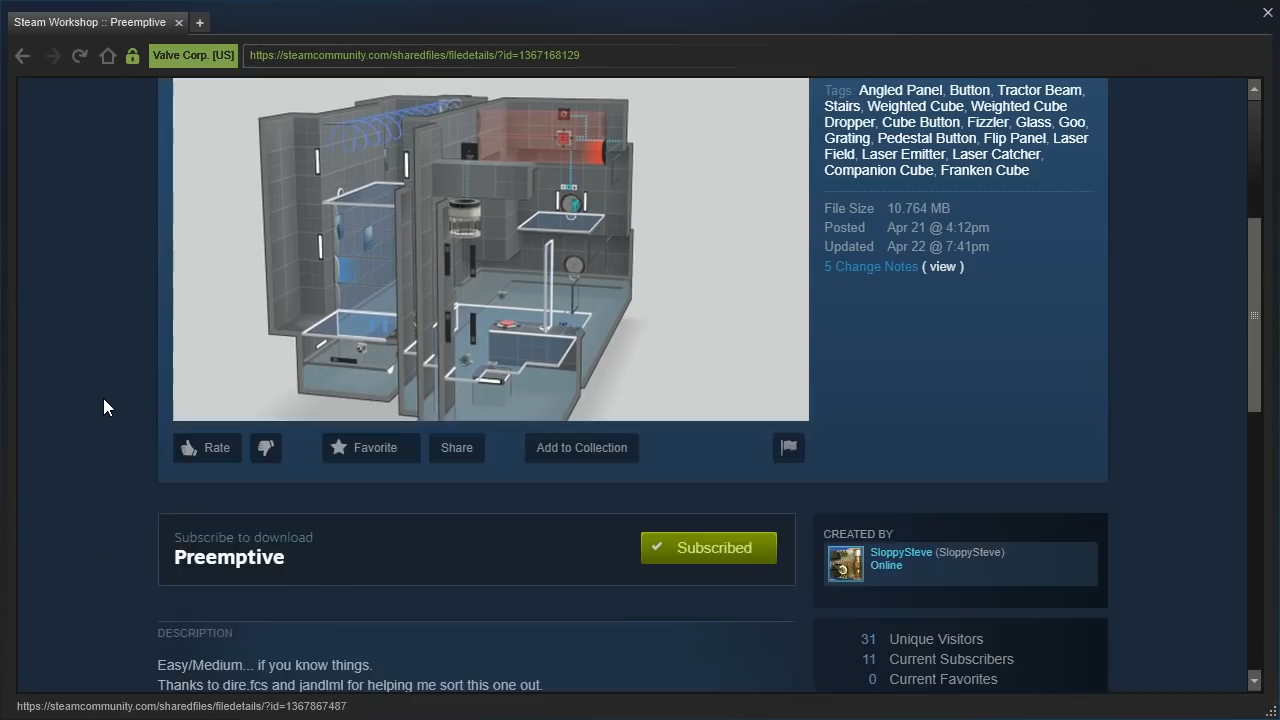 Steam Workshop :: Preemptive
Valve Corp. [US]
https://steamcommunity.com/sharedfiles/filedetails/?id=1367168129
Tags: Angled Panel, Button, Tractor Beam,
Stairs, Weighted Cube, Weighted Cube
Dropper, Cube Button, Fizzler, Glass, Goo,
Grating, Pedestal Button, Flip Panel, Laser
Field, Laser Emitter, Laser Catcher,
Companion Cube, Franken Cube
File Size 10.764 MB
Posted Apr 21 @ 4:12pm
Updated Apr 22 @ 7:41pm
5 Change Notes ( view )
Rate
Favorite
Share
Add to Collection
Subscribe to download
Preemptive
Subscribed
CREATED BY
SloppySteve (SloppySteve)
Online
31 Unique Visitors
11 Current Subscribers
0 Current Favorites
DESCRIPTION
Easy/Medium... if you know things.
Thanks to dire.fcs and jandlml for helping me sort this one out.
https://steamcommunity.com/sharedfiles/filedetails/?id=1367867487